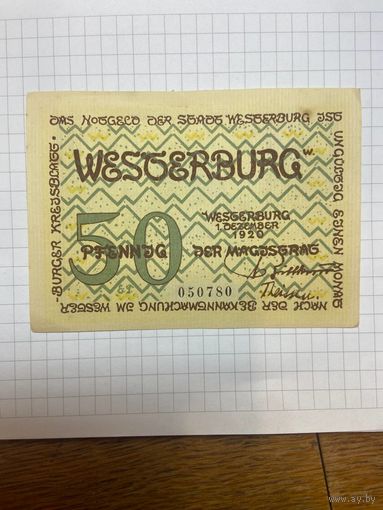 DAS NOTGELD DER STADT WESTERBURG IST
UNGÜLTIG EINEN MONAT
NACH DER BEKANNTMACHUNG IM WESTER
-BURGER KREISBLATT.
WESTERBURG
W.
50
PFENNIG
WESTERBURG
1. DEZEMBER
1920
DER MAGISTRAT
050780
www.ay.by